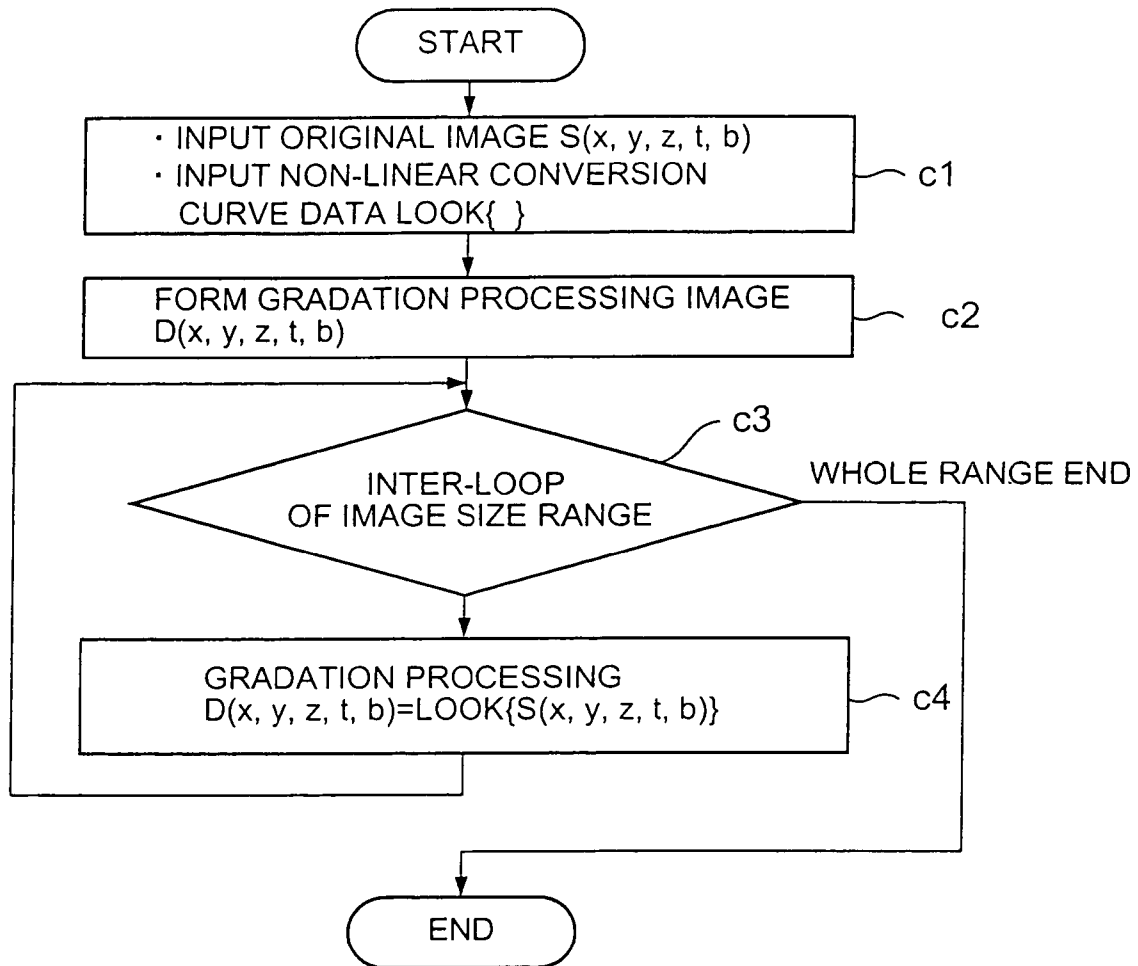 START
· INPUT ORIGINAL IMAGE S(x, y, z, t, b)
· INPUT NON-LINEAR CONVERSION
CURVE DATA LOOK{ }
c1
FORM GRADATION PROCESSING IMAGE
D(x, y, z, t, b)
c2
c3
INTER-LOOP
OF IMAGE SIZE RANGE
WHOLE RANGE END
GRADATION PROCESSING
D(x, y, z, t, b)=LOOK{S(x, y, z, t, b)}
c4
END